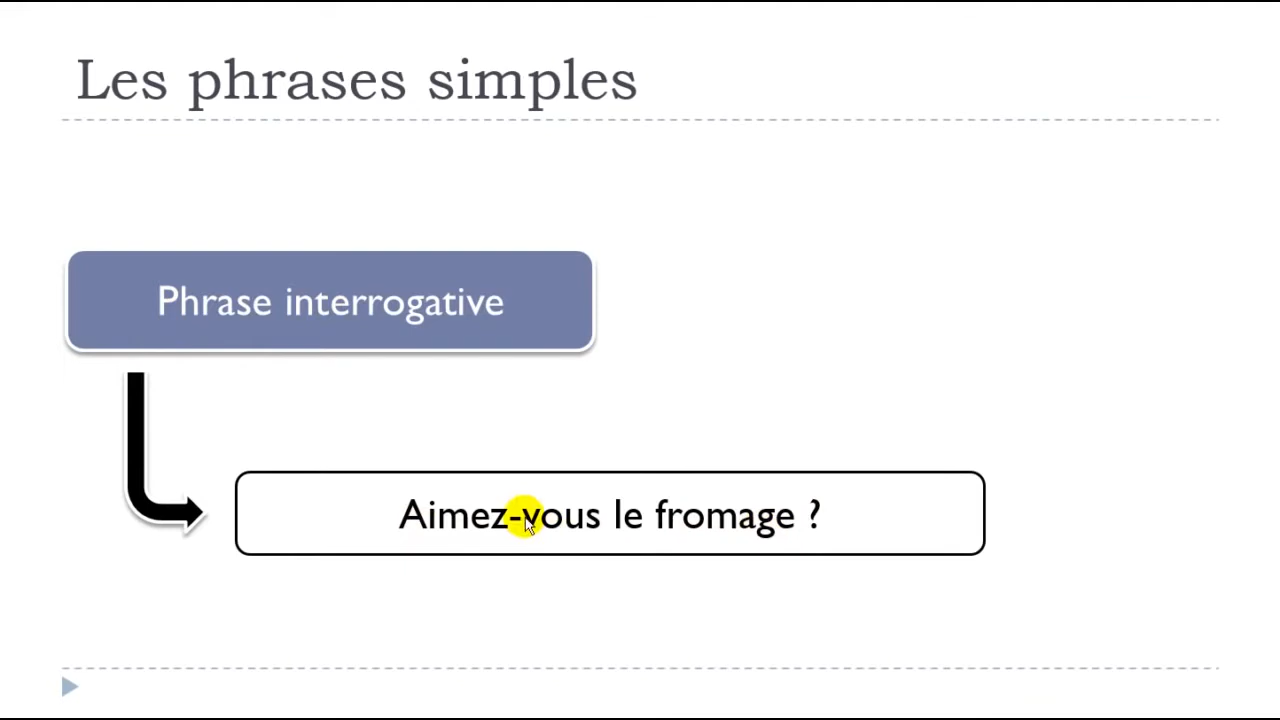 Les phrases simples
Phrase interrogative
Aimez-vous le fromage ?